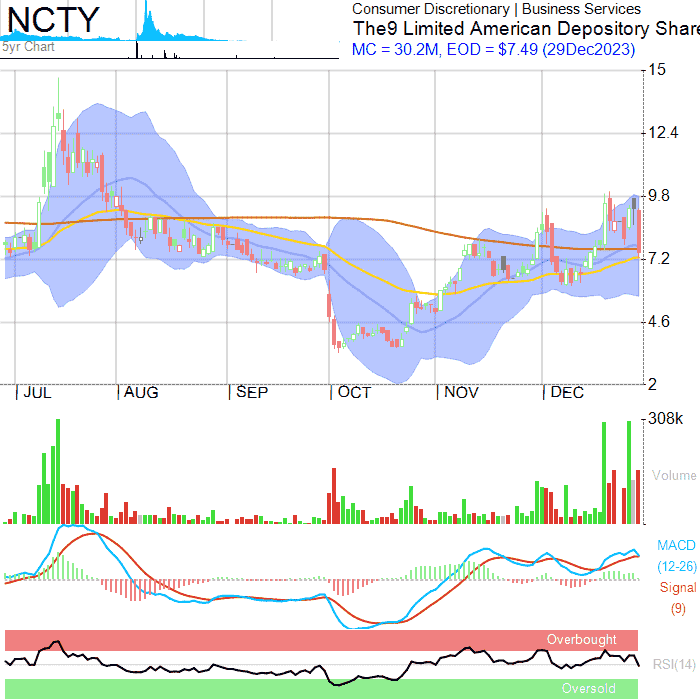 NCTY
5yr Chart
Consumer Discretionary | Business Services
The9 Limited American Depository Share
MC = 30.2M, EOD = $7.49 (29Dec2023)
15
12.4
9.8
7.2
4.6
2
JUL AUG SEP OCT NOV DEC
308k
Volume
MACD
(12-26)
Signal
(9)
Overbought
RSI(14)
Oversold